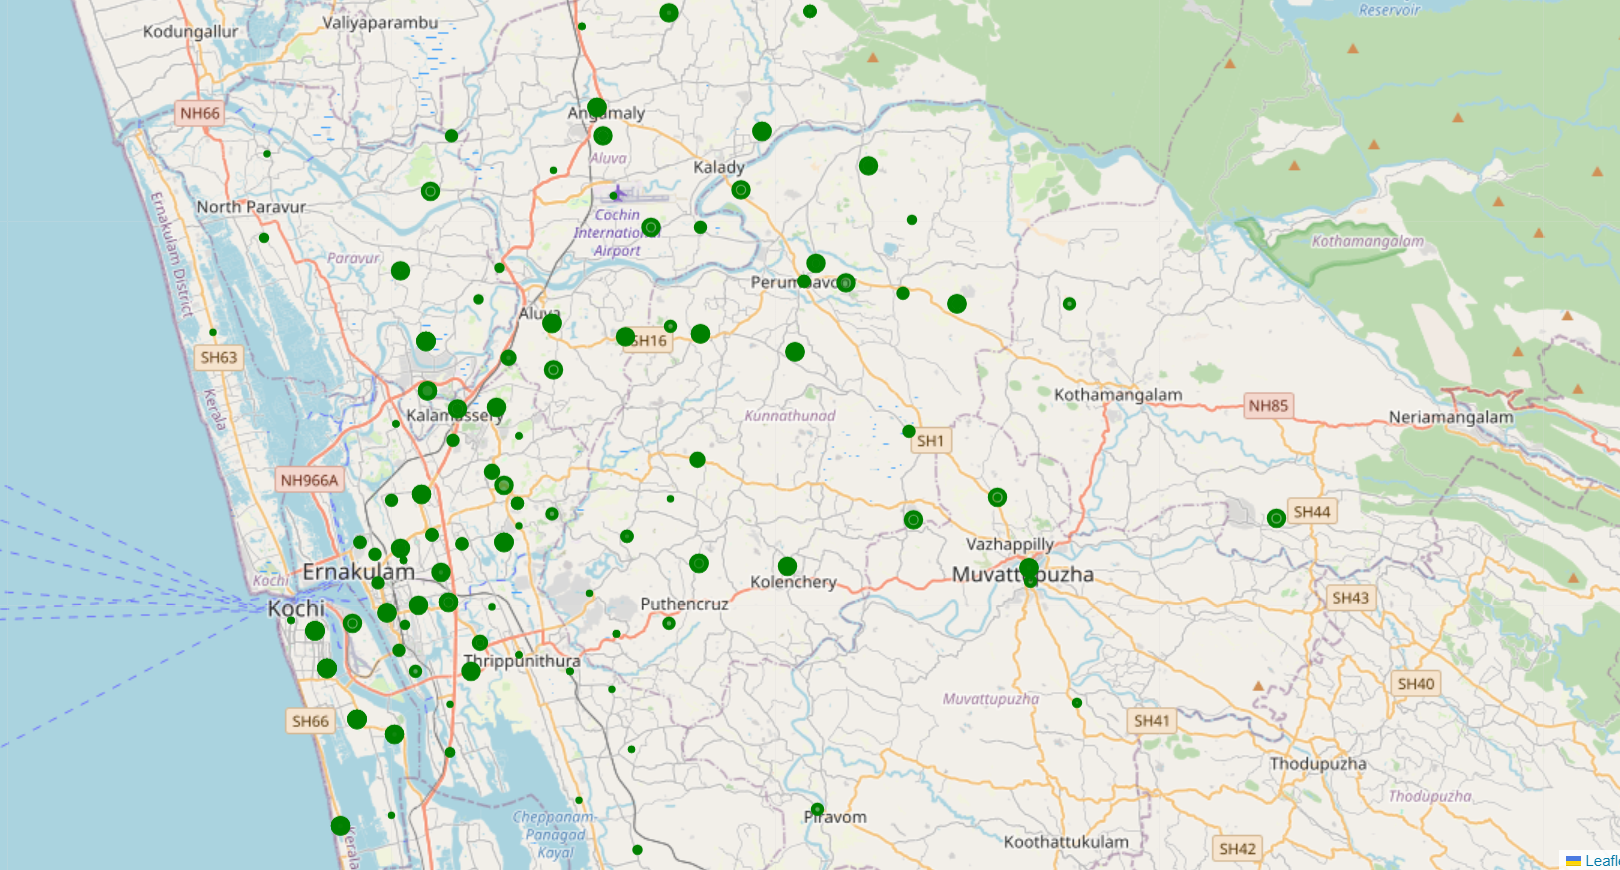 Reservoir
Kodungallur
Valiyaparambu
NH66
Angamaly
Aluva
Kalady
Ernakulam District
North Paravur
Cochin
International
Airport
Kothamangalam
Paravur
Aluva
SH16
SH63
Kerala
Kunnathunad
Kothamangalam
NH85
Neriamangalam
Kalamassery
SH1
NH966A
SH44
Vazhappilly
Ernakulam
Muvattupuzha
Kochi
Kolenchery
Kochi
Puthencruz
SH43
Thrippunithura
SH40
Muvattupuzha
SH66
SH41
Thodupuzha
Thodupuzha
Cheppanam-
Panagad
Kayal
Piravom
Kerala
Koothattukulam
SH42